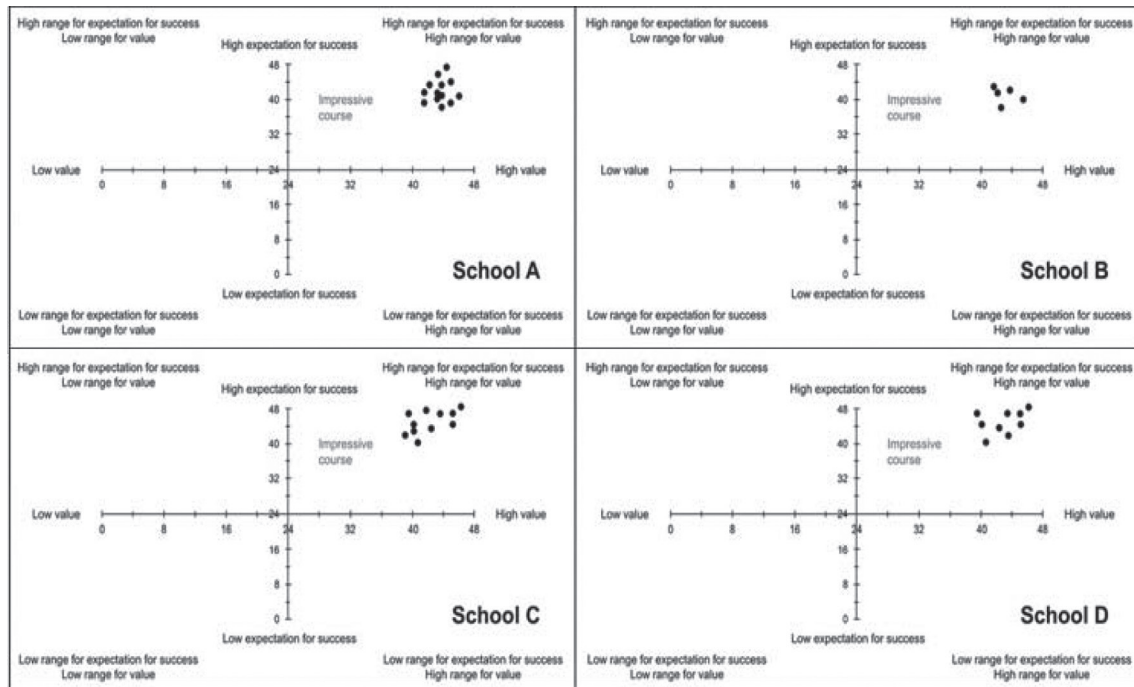 High range for expectation for success
Low range for value
High range for expectation for success
High range for value
High expectation for success
48
40
32
24
16
8
0
Impressive
course
Low value
0
8
16
24
32
40
48
High value
School A
Low expectation for success
Low range for expectation for success
Low range for value
Low range for expectation for success
High range for value
High range for expectation for success
Low range for value
High range for expectation for success
High range for value
High expectation for success
48
40
32
24
16
8
0
Impressive
course
Low value
0
8
16
24
32
40
48
High value
School B
Low expectation for success
Low range for expectation for success
Low range for value
Low range for expectation for success
High range for value
High range for expectation for success
Low range for value
High range for expectation for success
High range for value
High expectation for success
48
40
32
24
16
8
0
Impressive
course
Low value
0
8
16
24
32
40
48
High value
School C
Low expectation for success
Low range for expectation for success
Low range for value
Low range for expectation for success
High range for value
High range for expectation for success
Low range for value
High range for expectation for success
High range for value
High expectation for success
48
40
32
24
16
8
0
Impressive
course
Low value
0
8
16
24
32
40
48
High value
School D
Low expectation for success
Low range for expectation for success
Low range for value
Low range for expectation for success
High range for value